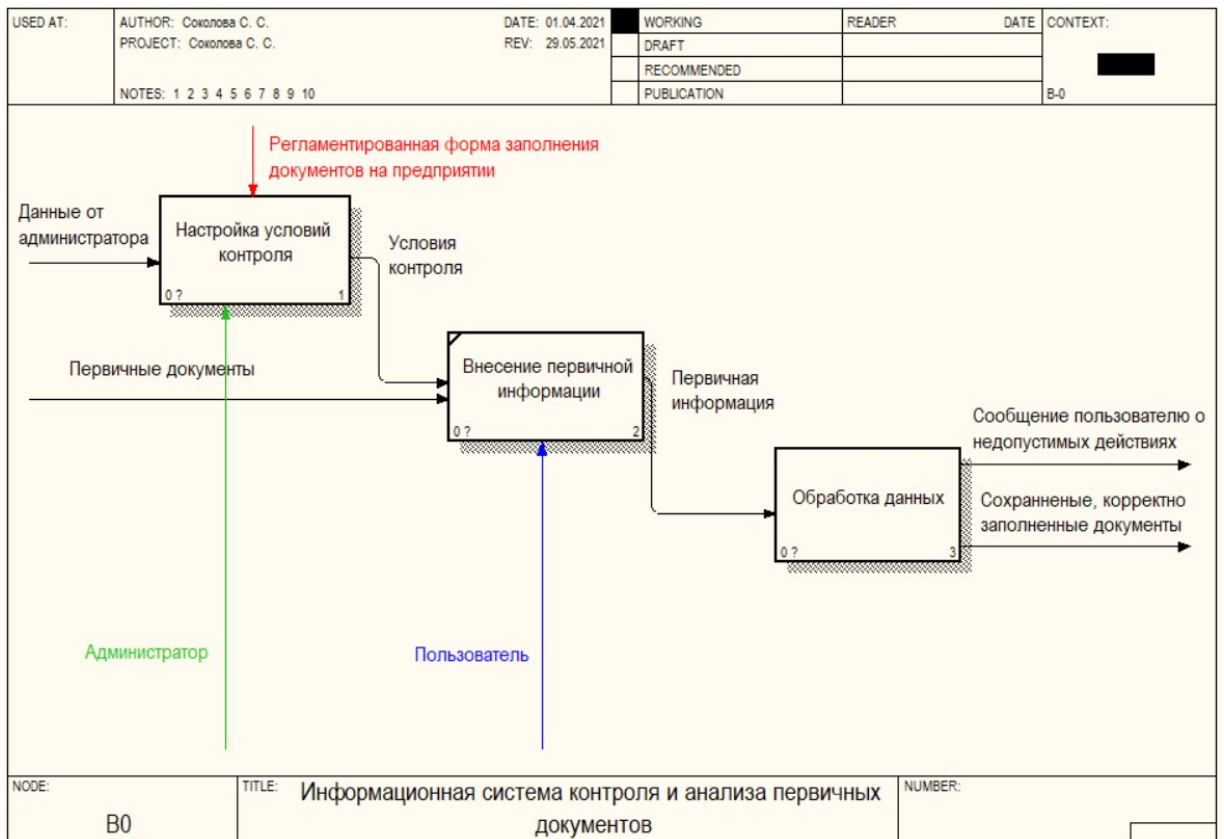 USED AT:
AUTHOR: Соколова С. С.
DATE: 01.04.2021
WORKING
READER
DATE
CONTEXT:
PROJECT: Соколова С. С.
REV: 29.05.2021
DRAFT
RECOMMENDED
NOTES: 1 2 3 4 5 6 7 8 9 10
PUBLICATION
B-0
Регламентированная форма заполнения
документов на предприятии
Данные от
администратора
Настройка условий
контроля
0 ?
1
Условия
контроля
Первичные документы
Внесение первичной
информации
0 ?
2
Первичная
информация
Сообщение пользователю о
недопустимых действиях
Обработка данных
0 ?
3
Сохранненые, корректно
заполненные документы
Администратор
Пользователь
NODE:
B0
TITLE:
Информационная система контроля и анализа первичных
документов
NUMBER: